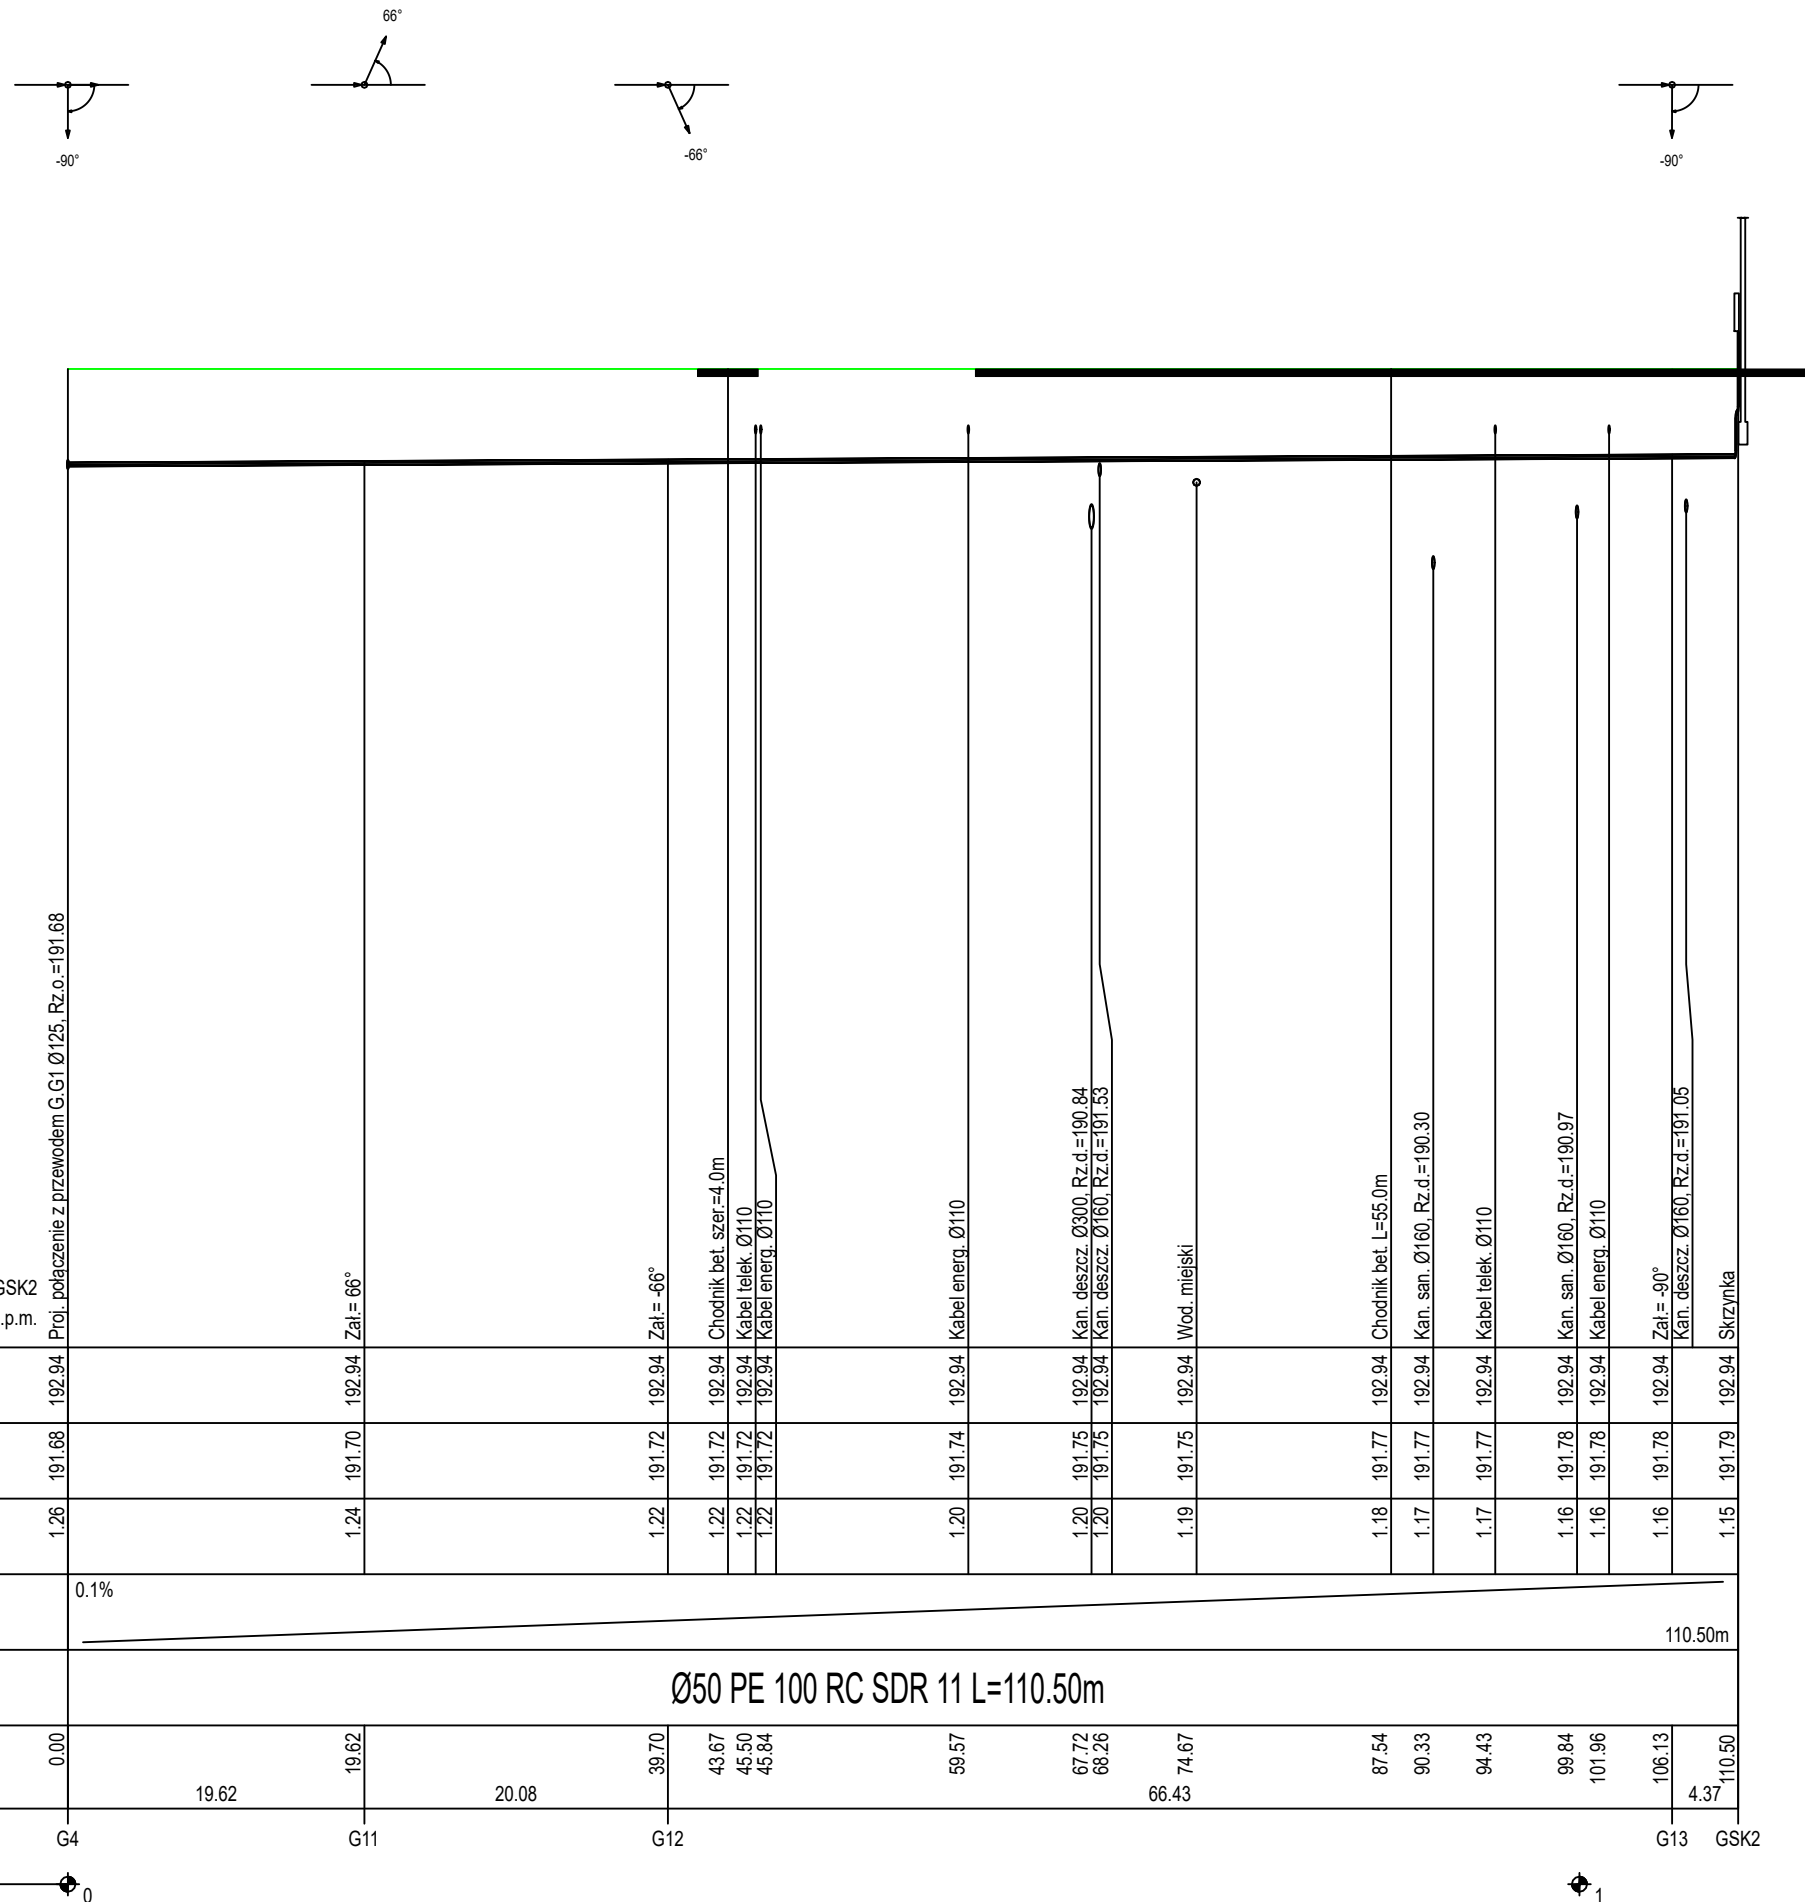 66°
-90°
-66°
-90°
GSK2
.p.m.
Proj. połączenie z przewodem G.G1 Ø125, Rz.o.=191.68
Zał.= 66°
Zał.= -66°
Chodnik bet. szer.=4.0m
Kabel telek. Ø110
Kabel energ. Ø110
Kabel energ. Ø110
Kan. deszcz. Ø300, Rz.d.=190.84
Kan. deszcz. Ø160, Rz.d.=191.53
Wod. miejski
Chodnik bet. L=55.0m
Kan. san. Ø160, Rz.d.=190.30
Kabel telek. Ø110
Kan. san. Ø160, Rz.d.=190.97
Kabel energ. Ø110
Zał.= -90°
Kan. deszcz. Ø160, Rz.d.=191.05
Skrzynka
192.94 192.94 192.94 192.94 192.94 192.94 192.94 192.94 192.94 192.94 192.94 192.94 192.94 192.94 192.94 192.94 192.94
191.68 191.70 191.72 191.72 191.72 191.72 191.74 191.75 191.75 191.75 191.77 191.77 191.77 191.78 191.78 191.78 191.79
1.26 1.24 1.22 1.22 1.22 1.22 1.20 1.20 1.20 1.19 1.18 1.17 1.17 1.16 1.16 1.16 1.15
0.1%
110.50m
Ø50 PE 100 RC SDR 11 L=110.50m
0.00 19.62 39.70 43.67 45.50 45.84 59.57 67.72 68.26 74.67 87.54 90.33 94.43 99.84 101.96 106.13 110.50
19.62 20.08 66.43 4.37
G4 G11 G12 G13 GSK2
0 1